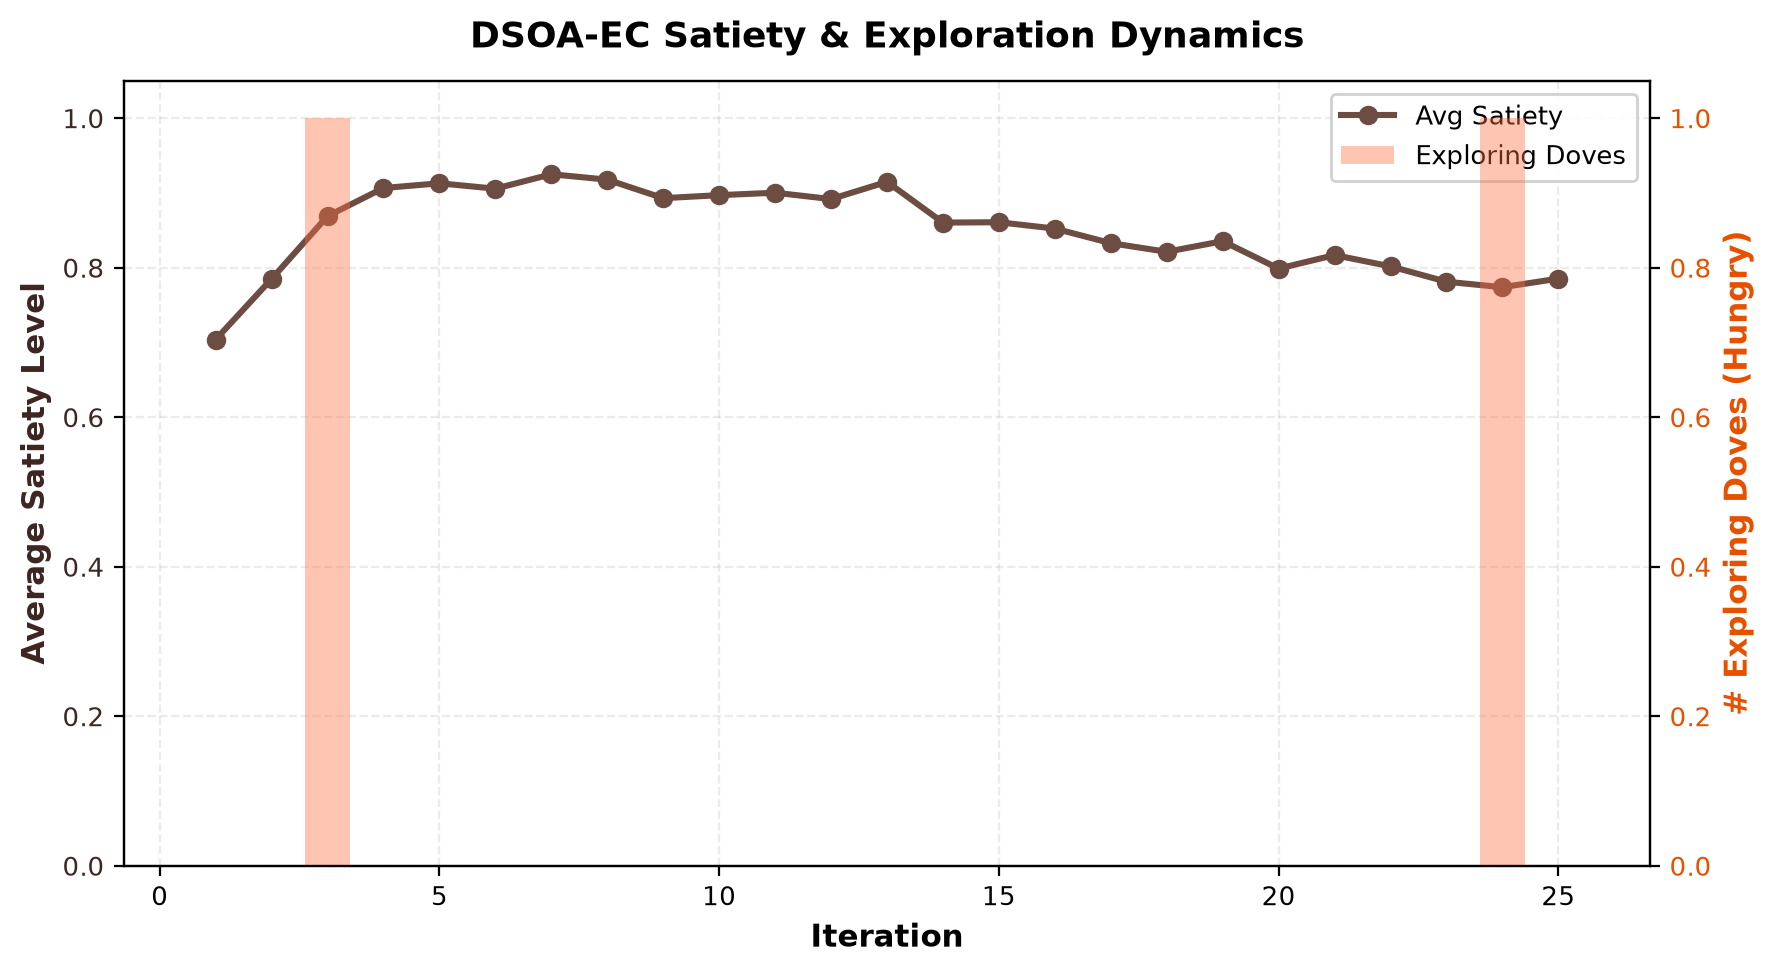 DSOA-EC Satiety & Exploration Dynamics
Avg Satiety
Exploring Doves
Average Satiety Level
1.0
0.8
0.6
0.4
0.2
0.0
1.0
0.8
0.6
0.4
0.2
0.0
# Exploring Doves (Hungry)
0 5 10 15 20 25
Iteration